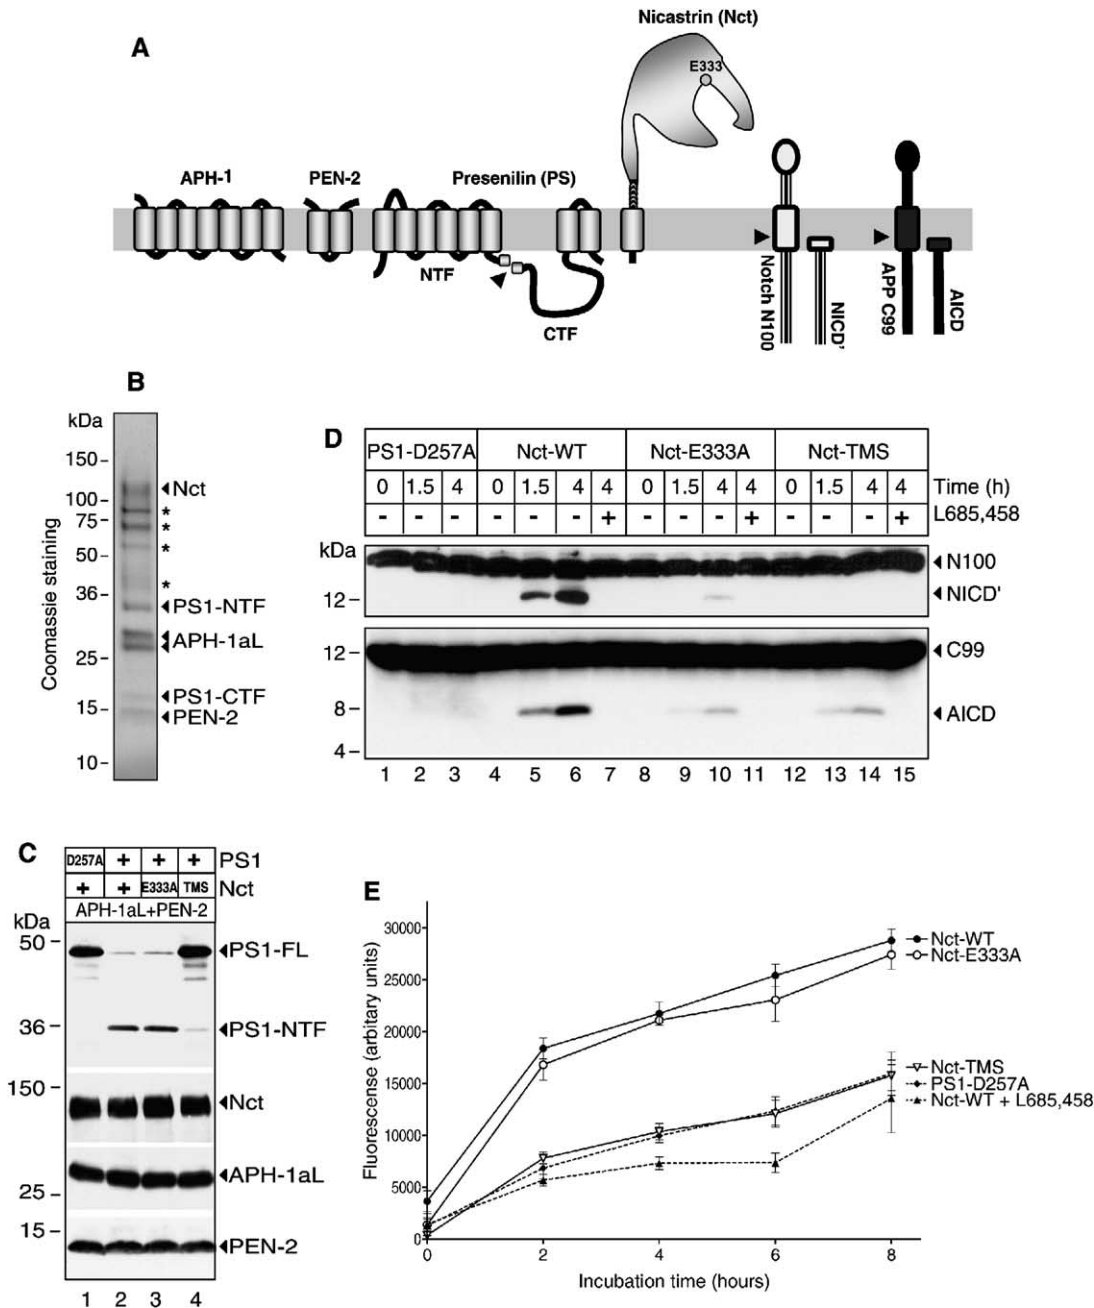 A
Nicastrin (Nct)
E333
APH-1
PEN-2
Presenilin (PS)
NTF
CTF
Notch N100
NICD'
APP C99
AICD
B
kDa
150
100
75
50
36
25
15
10
Coomassie staining
Nct
*
*
*
*
PS1-NTF
APH-1aL
PS1-CTF
PEN-2
D
PS1-D257A Nct-WT Nct-E333A Nct-TMS
0 1.5 4 0 1.5 4 4 0 1.5 4 4 0 1.5 4 4 Time (h)
- - - - - - + - - - + - - - + L685,458
kDa
N100
12 NICD'
12 C99
8 AICD
4
1 2 3 4 5 6 7 8 9 10 11 12 13 14 15
C
D257A + + + PS1
+ + E333A TMS Nct
APH-1aL+PEN-2
kDa
50 PS1-FL
36 PS1-NTF
150 Nct
APH-1aL
25
15 PEN-2
1 2 3 4
E
Fluorescense (arbitary units)
30000
25000
20000
15000
10000
5000
0
0 2 4 6 8
Incubation time (hours)
Nct-WT
Nct-E333A
Nct-TMS
PS1-D257A
Nct-WT + L685,458